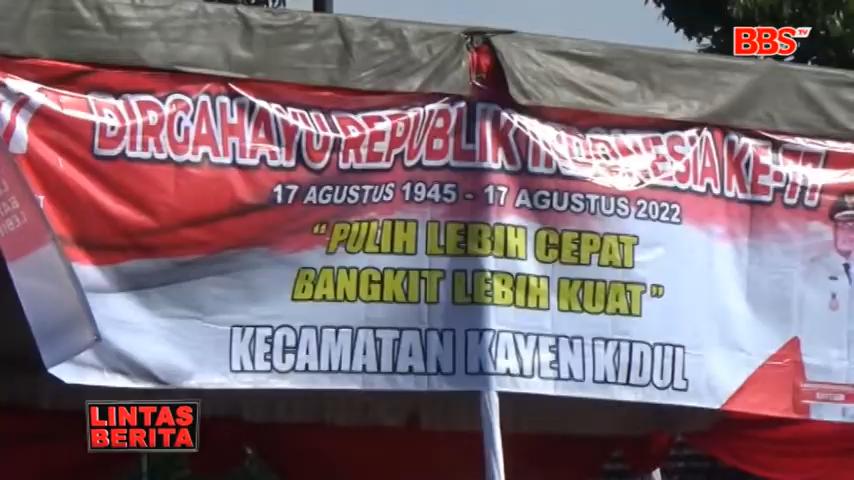 BBS TV
DIRGAHAYU REPUBLIK INDONESIA KE-77
17 AGUSTUS 1945 - 17 AGUSTUS 2022
"PULIH LEBIH CEPAT
BANGKIT LEBIH KUAT"
KECAMATAN KAYEN KIDUL
LINTAS
BERITA